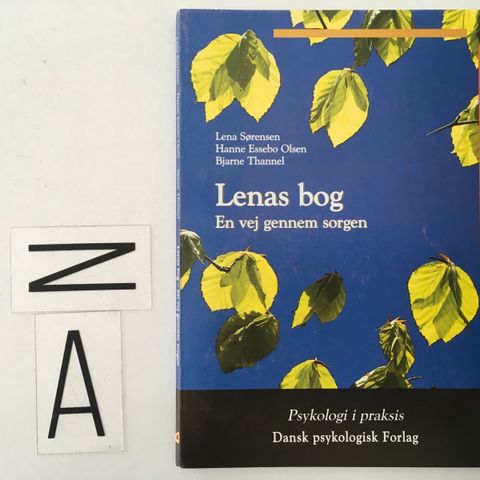 Lena Sørensen
Hanne Essebo Olsen
Bjarne Thannel
Lenas bog
En vej gennem sorgen
Psykologi i praksis
Dansk psykologisk Forlag
Z
A